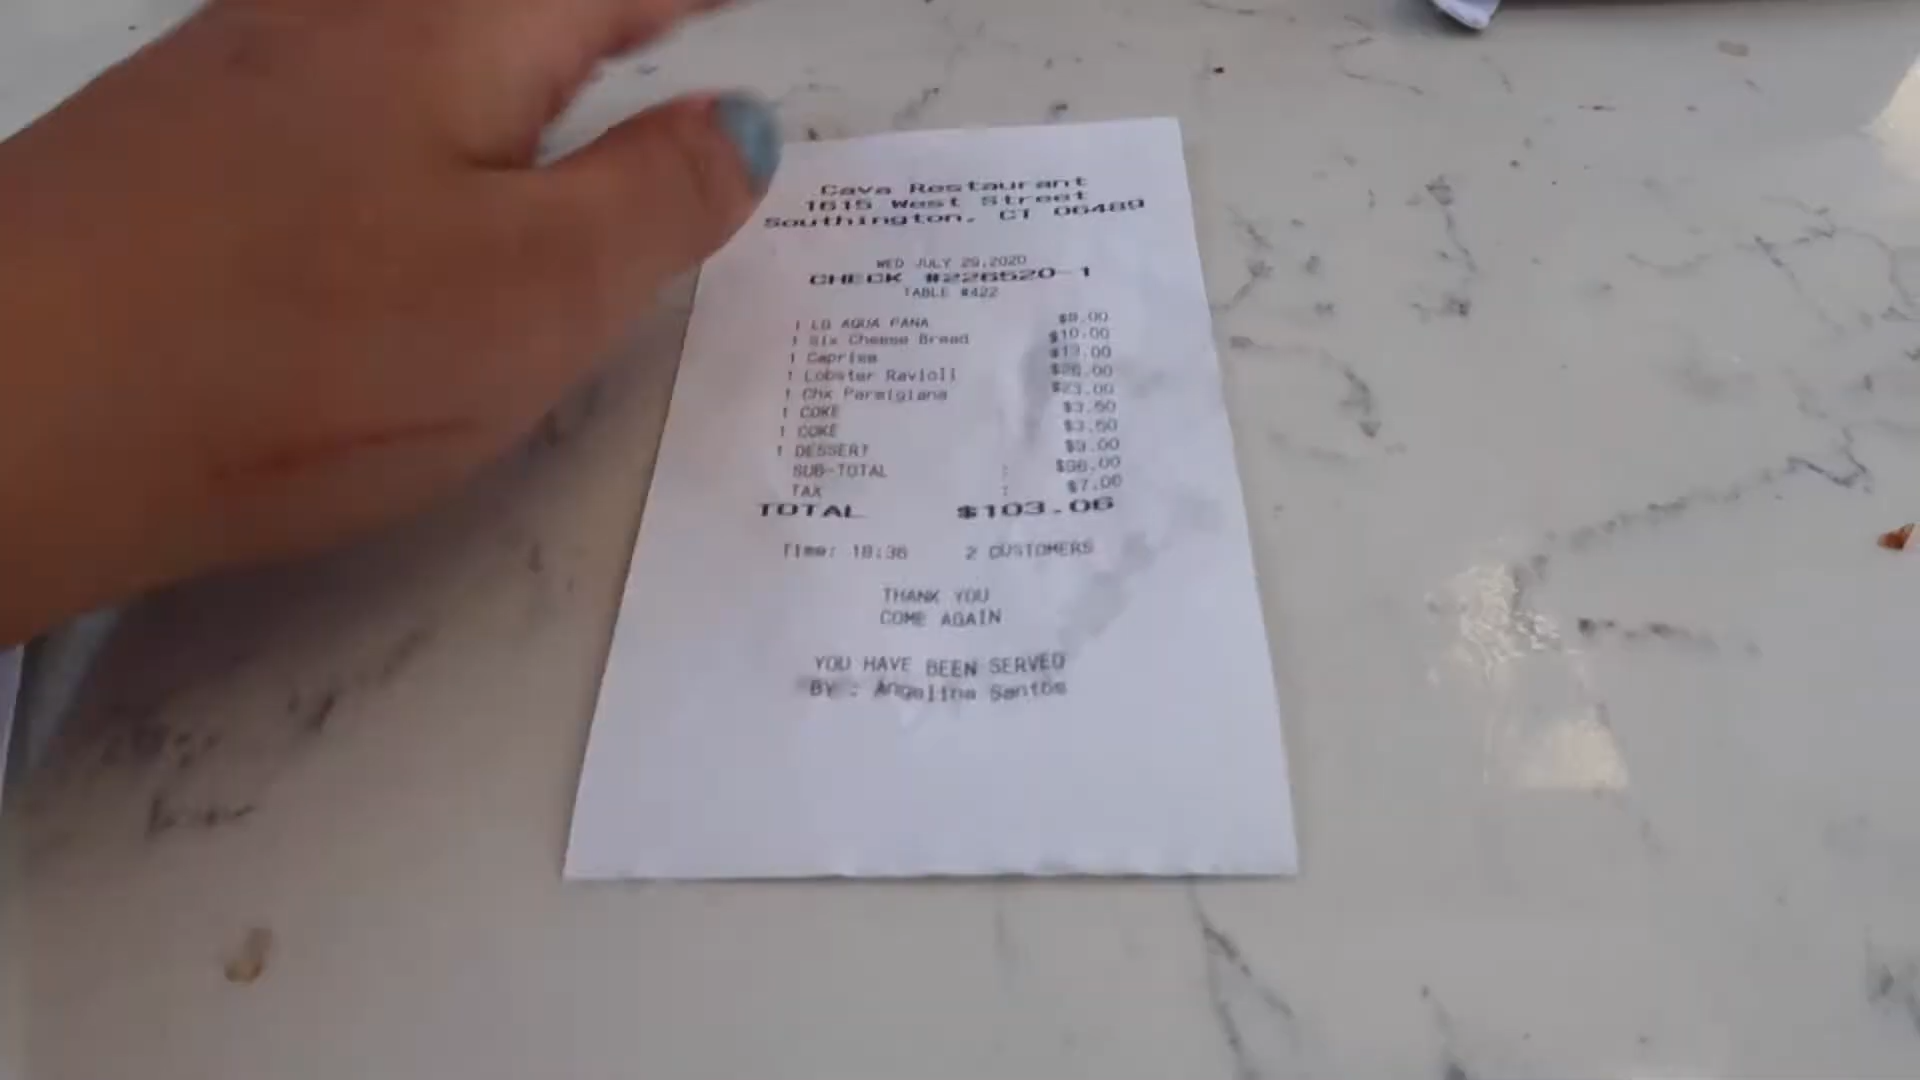 Cava Restaurant
1615 West Street
Southington, CT 06489
WED JULY 29,2020
CHECK #226520-1
TABLE #422
1 LG AQUA PANA $8.00
1 Six Cheese Bread $10.00
1 Caprise $13.00
1 Lobster Ravioli $26.00
1 Chx Parmigiana $23.00
1 COKE $3.50
1 COKE $3.50
1 DESSERT $9.00
SUB-TOTAL : $96.00
TAX : $7.06
TOTAL $103.06
Time: 18:36 2 CUSTOMERS
THANK YOU
COME AGAIN
YOU HAVE BEEN SERVED
BY : Angelina Santos